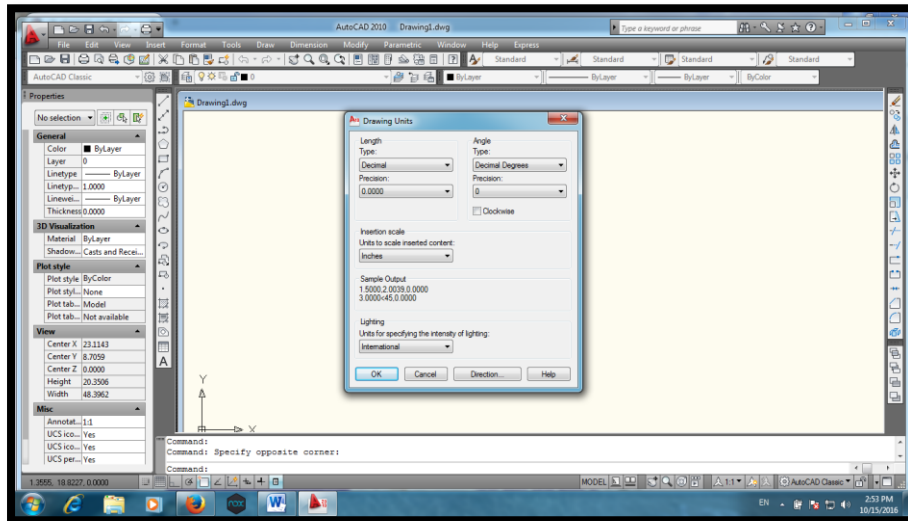 AutoCAD 2010 Drawing1.dwg
Type a keyword or phrase
File Edit View Insert Format Tools Draw Dimension Modify Parametric Window Help Express
Standard Standard Standard Standard
AutoCAD Classic 0 ByLayer ByLayer ByLayer ByColor
Properties
Drawing1.dwg
No selection
General
Color ByLayer
Layer 0
Linetype ByLayer
Linetyp... 1.0000
Linewei... ByLayer
Thickness 0.0000
3D Visualization
Material ByLayer
Shadow... Casts and Recei...
Plot style
Plot style ByColor
Plot styl... None
Plot tab... Model
Plot tab... Not available
View
Center X 23.1143
Center Y 8.7059
Center Z 0.0000
Height 20.3506
Width 48.3962
Misc
Annotat... 1:1
UCS ico... Yes
UCS ico... Yes
UCS per... Yes
A
Drawing Units
Length
Type:
Decimal
Precision:
0.0000
Angle
Type:
Decimal Degrees
Precision:
0
Clockwise
Insertion scale
Units to scale inserted content:
Inches
Sample Output
1.5000,2.0039,0.0000
3.0000<45,0.0000
Lighting
Units for specifying the intensity of lighting:
International
OK Cancel Direction... Help
Y
X
Command:
Command: Specify opposite corner:
Command:
1.3555, 18.8227, 0.0000 MODEL 1:1 AutoCAD Classic
nox W
EN 2:53 PM
10/15/2016